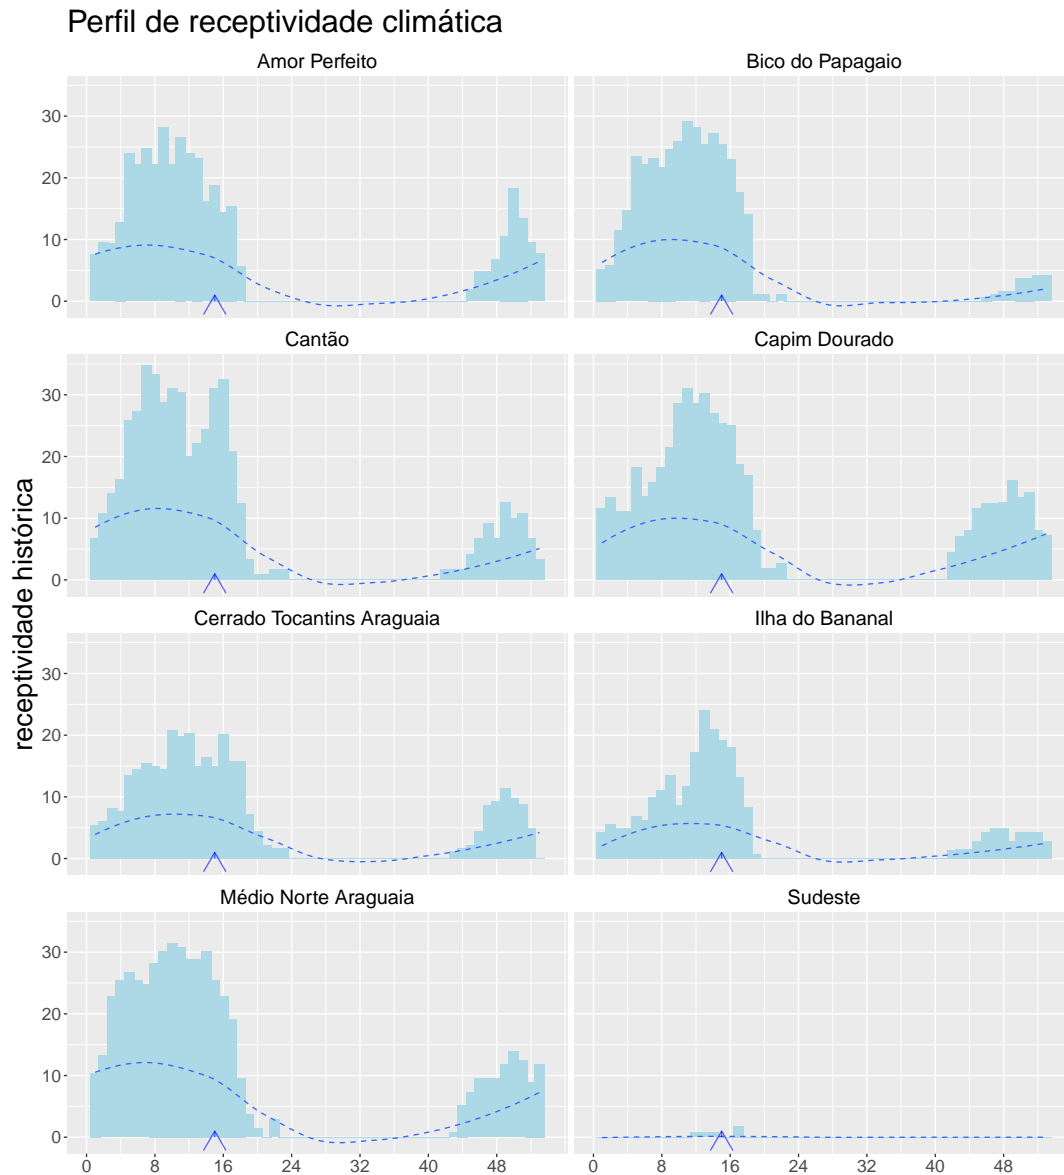 Perfil de receptividade climática
Amor Perfeito
Bico do Papagaio
30
20
10
0
Cantão
Capim Dourado
30
20
10
0
Cerrado Tocantins Araguaia
Ilha do Bananal
30
20
10
0
Médio Norte Araguaia
Sudeste
30
20
10
0
receptividade histórica
0 8 16 24 32 40 48
0 8 16 24 32 40 48